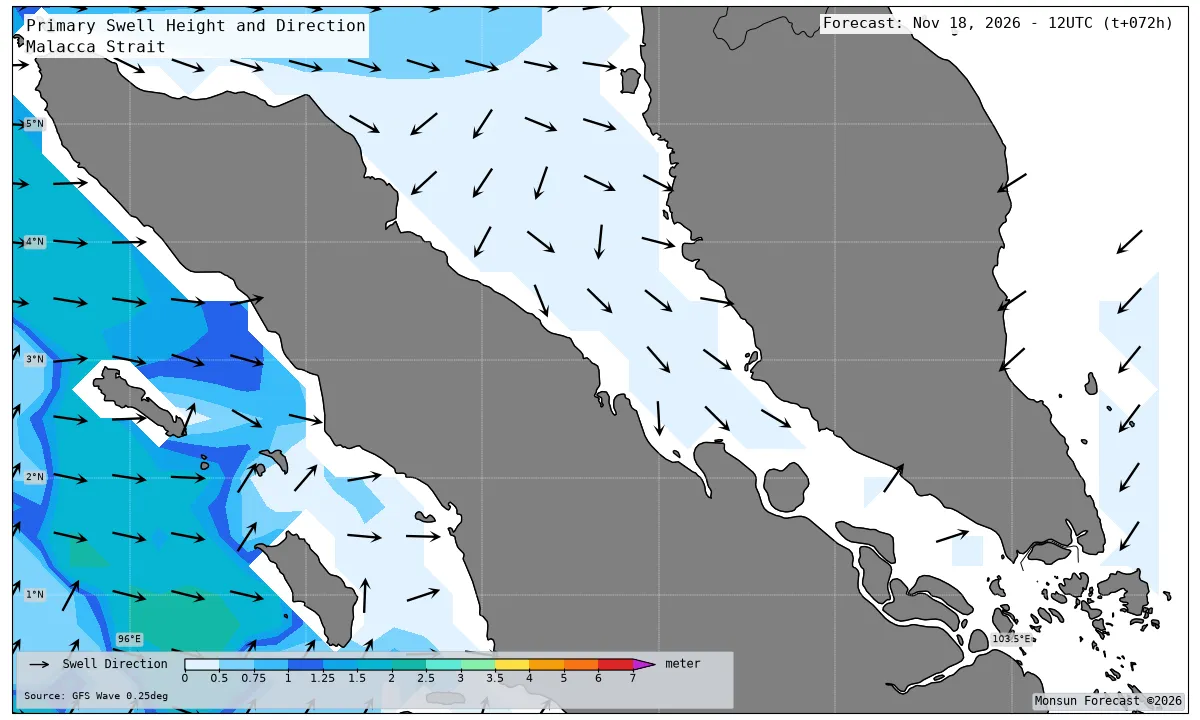 Primary Swell Height and Direction
Malacca Strait
Forecast: Nov 18, 2026 - 12UTC (t+072h)
5°N
4°N
3°N
2°N
1°N
96°E
103.5°E
Swell Direction
meter
0 0.5 0.75 1 1.25 1.5 2 2.5 3 3.5 4 5 6 7
Source: GFS Wave 0.25deg
Monsun Forecast ©2026